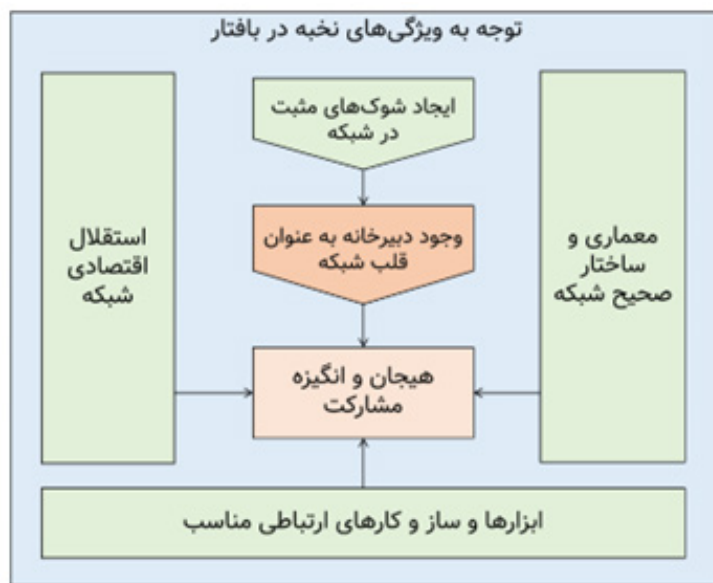 توجه به ویژگی‌های نخبه در بافتار
ایجاد شوک‌های مثبت
در شبکه
معماری و
ساختار
صحیح شبکه
وجود دبیرخانه به عنوان
قلب شبکه
استقلال
اقتصادی
شبکه
هیجان و انگیزه
مشارکت
ابزارها و ساز و کارهای ارتباطی مناسب